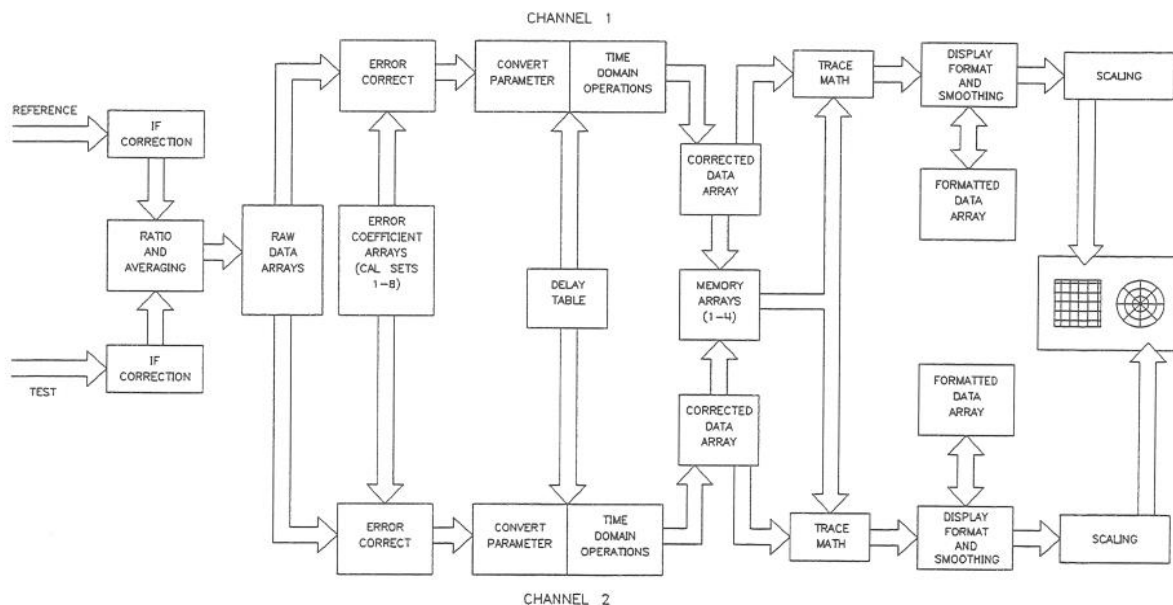 CHANNEL 1
REFERENCE
IF
CORRECTION
ERROR
CORRECT
CONVERT
PARAMETER
TIME
DOMAIN
OPERATIONS
TRACE
MATH
DISPLAY
FORMAT
AND
SMOOTHING
SCALING
CORRECTED
DATA
ARRAY
FORMATTED
DATA
ARRAY
RATIO
AND
AVERAGING
RAW
DATA
ARRAYS
ERROR
COEFFICIENT
ARRAYS
(CAL SETS
1-8)
DELAY
TABLE
MEMORY
ARRAYS
(1-4)
TEST
IF
CORRECTION
CORRECTED
DATA
ARRAY
FORMATTED
DATA
ARRAY
ERROR
CORRECT
CONVERT
PARAMETER
TIME
DOMAIN
OPERATIONS
TRACE
MATH
DISPLAY
FORMAT
AND
SMOOTHING
SCALING
CHANNEL 2